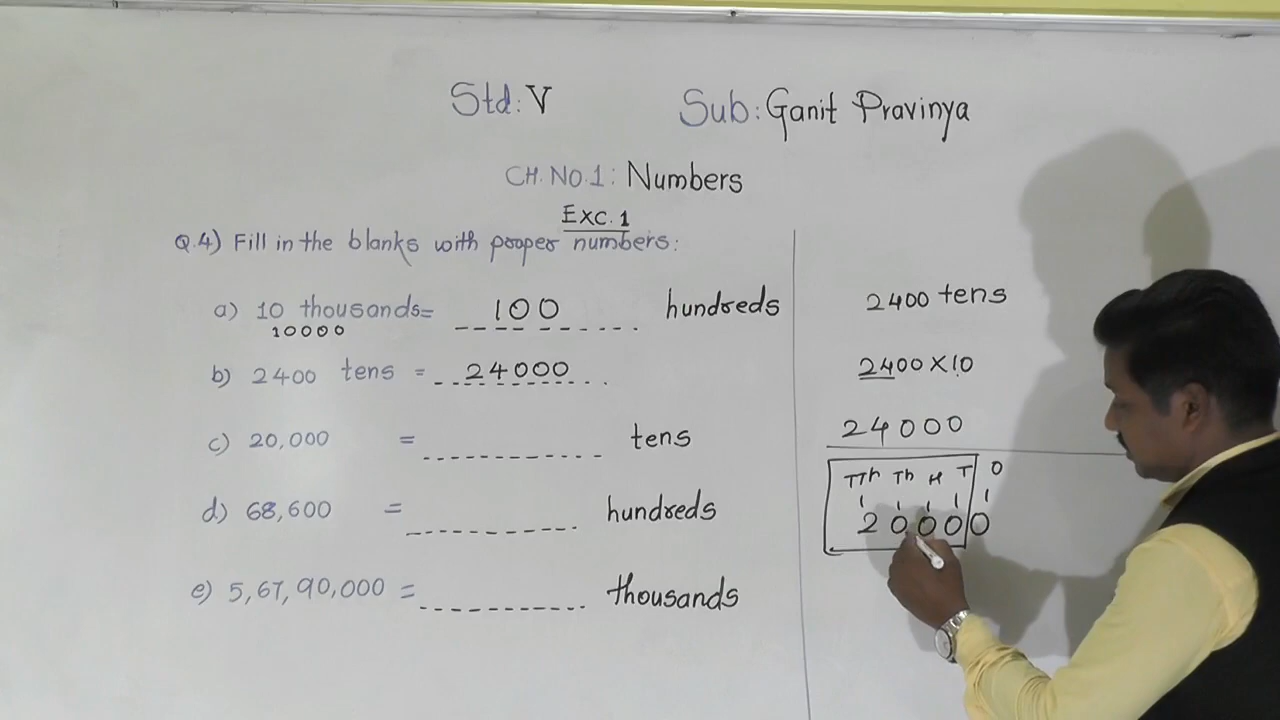 Std: V Sub: Ganit Pravinya
CH. NO. 1: Numbers
Exc. 1
Q.4) Fill in the blanks with proper numbers:
a) 10 thousands= 100 hundreds
10000
b) 2400 tens = 24000
c) 20,000 = tens
d) 68,600 = hundreds
e) 5,67,90,000 = thousands
2400 tens
2400 X 10
24000
TTh Th H T O
2 0 0 0 0